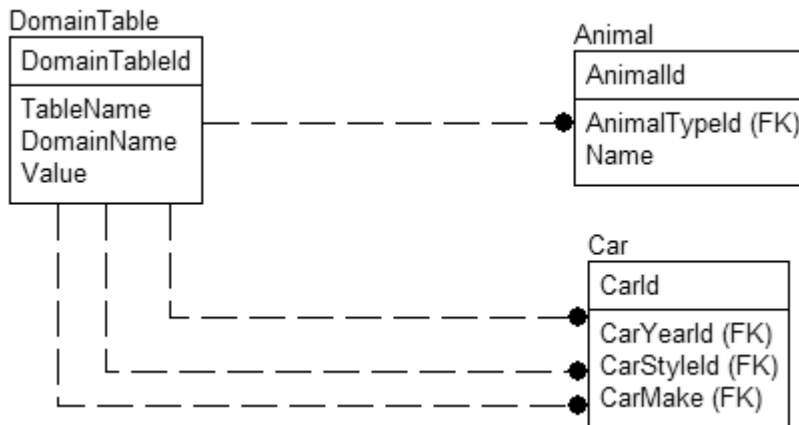 DomainTable
DomainTableId
TableName
DomainName
Value
Animal
AnimalId
AnimalTypeId (FK)
Name
Car
CarId
CarYearId (FK)
CarStyleId (FK)
CarMake (FK)